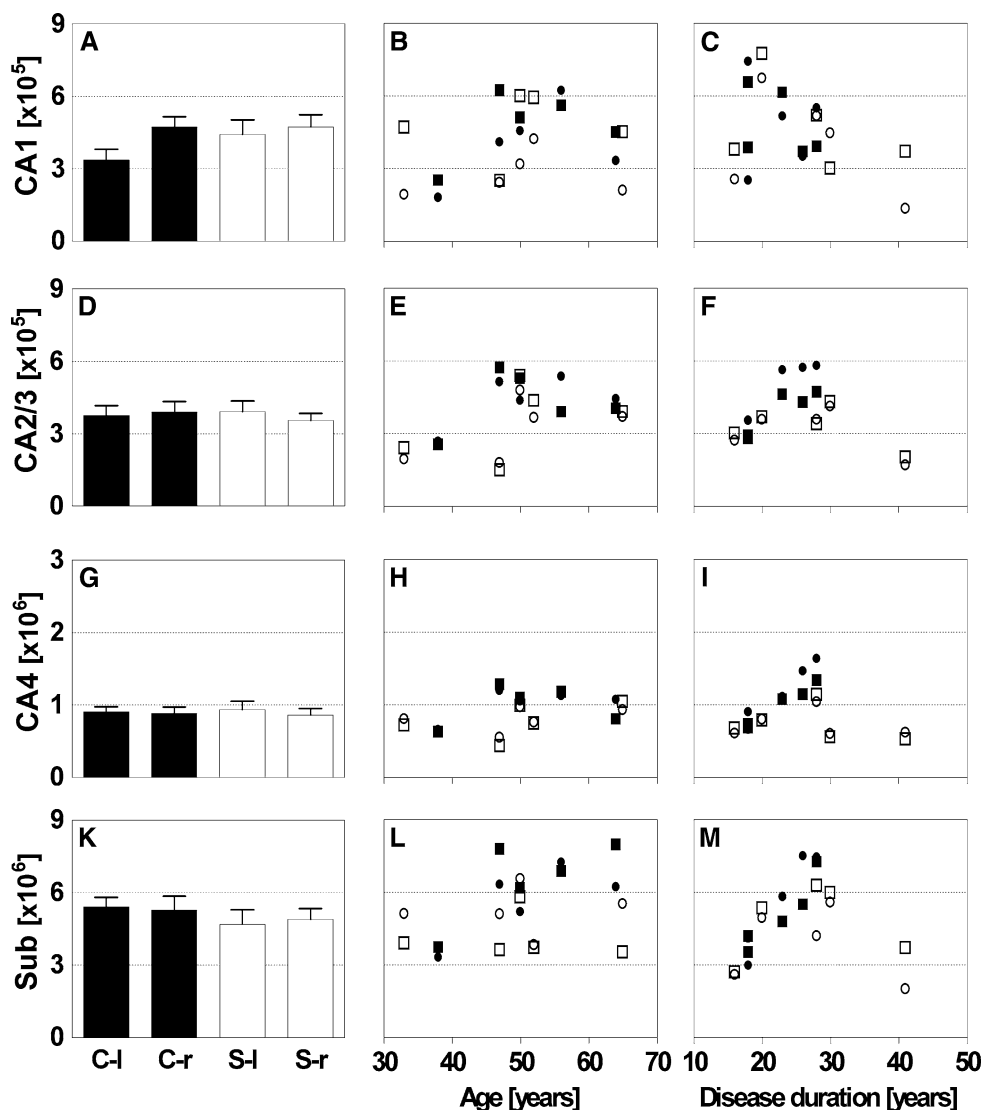 A
B
C
CA1 [x10⁵]
9
6
3
0
D
E
F
CA2/3 [x10⁵]
9
6
3
0
G
H
I
CA4 [x10⁶]
3
2
1
0
K
L
M
Sub [x10⁶]
9
6
3
0
C-l C-r S-l S-r
30 40 50 60 70
10 20 30 40 50
Age [years]
Disease duration [years]